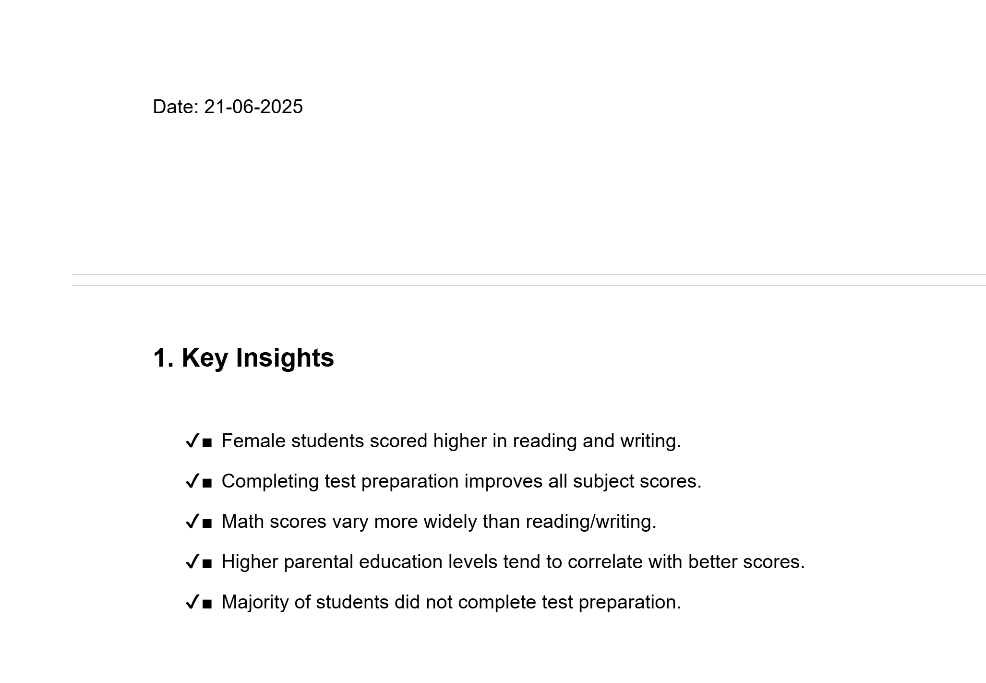 Date: 21-06-2025
1. Key Insights
✓■ Female students scored higher in reading and writing.
✓■ Completing test preparation improves all subject scores.
✓■ Math scores vary more widely than reading/writing.
✓■ Higher parental education levels tend to correlate with better scores.
✓■ Majority of students did not complete test preparation.